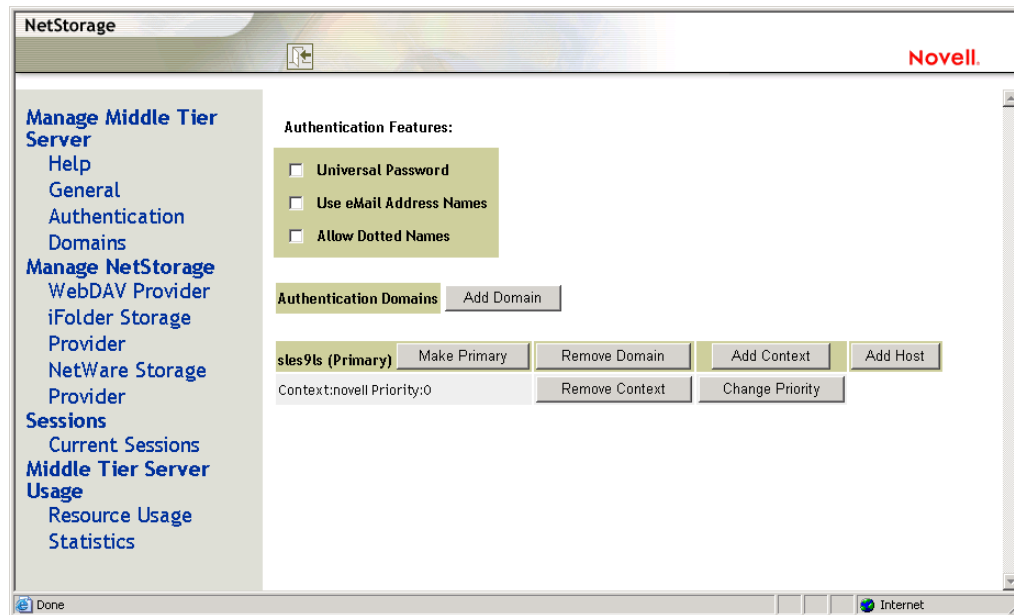 NetStorage
Novell.
Manage Middle Tier
Server
Help
General
Authentication
Domains
Manage NetStorage
WebDAV Provider
iFolder Storage
Provider
NetWare Storage
Provider
Sessions
Current Sessions
Middle Tier Server
Usage
Resource Usage
Statistics
Authentication Features:
Universal Password
Use eMail Address Names
Allow Dotted Names
Authentication Domains Add Domain
sles9ls (Primary) Make Primary Remove Domain Add Context Add Host
Context:novell Priority:0 Remove Context Change Priority
Done Internet